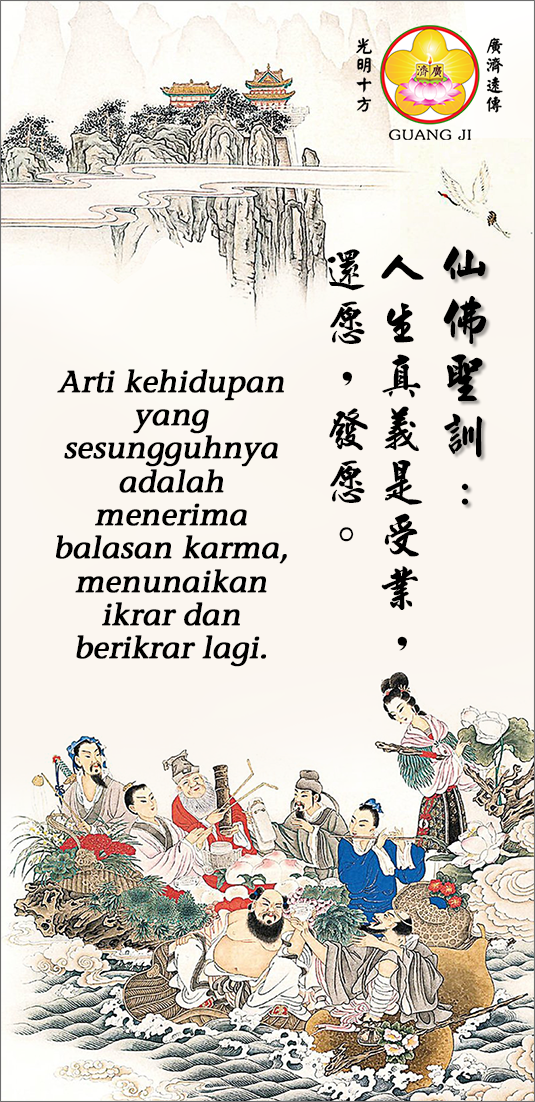 光明十方
廣濟
廣濟遠傳
GUANG JI
仙佛聖訓：
人生真義是受業，
還愿，發愿。
Arti kehidupan
yang
sesungguhnya
adalah
menerima
balasan karma,
menunaikan
ikrar dan
berikrar lagi.